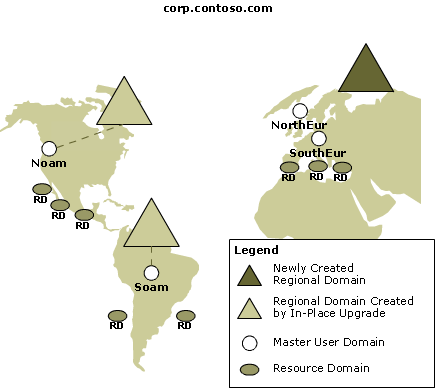 corp.contoso.com
NorthEur
Noam
SouthEur
RD
RD
RD
RD
RD
RD
Soam
RD
RD
Legend
Newly Created
Regional Domain
Regional Domain Created
by In-Place Upgrade
Master User Domain
Resource Domain